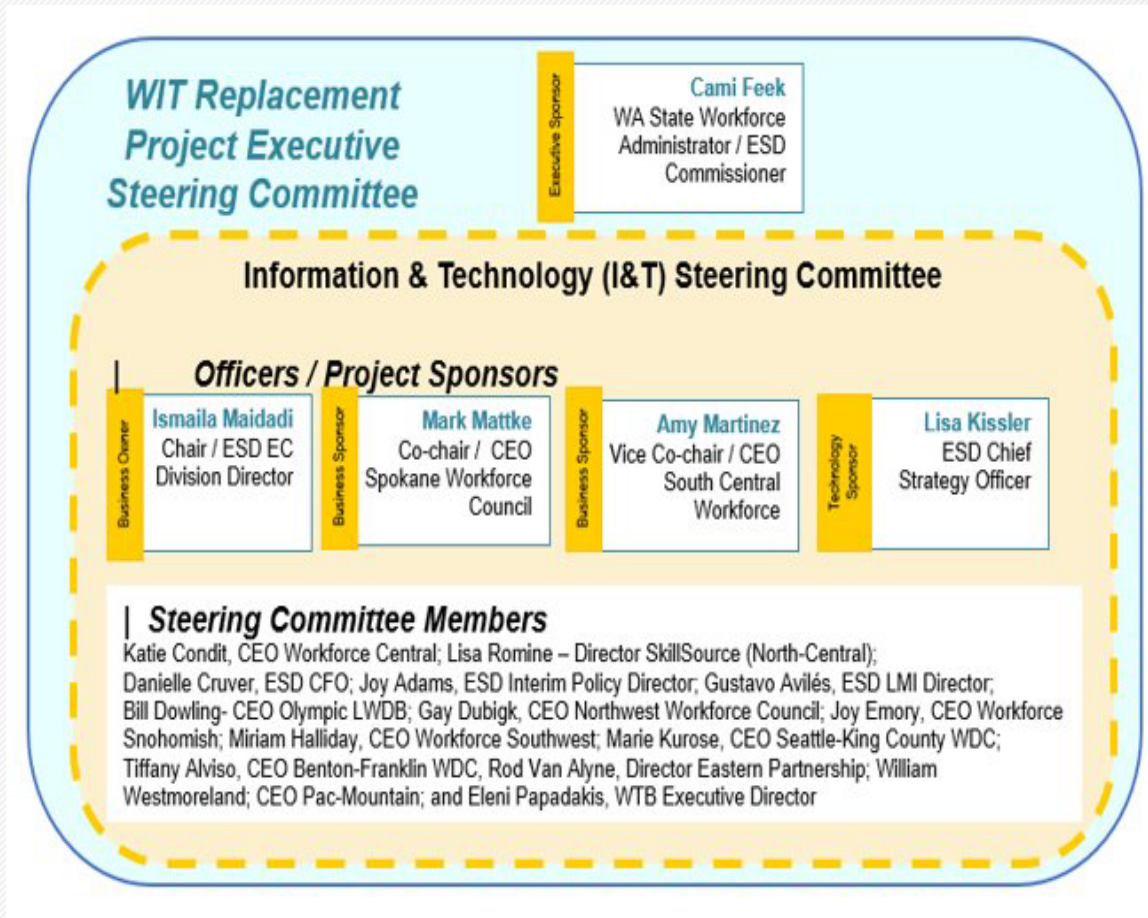 WIT Replacement
Project Executive
Steering Committee
Executive Sponsor
Cami Feek
WA State Workforce
Administrator / ESD
Commissioner
Information & Technology (I&T) Steering Committee
| Officers / Project Sponsors
Business Owner
Ismaila Maidadi
Chair / ESD EC
Division Director
Business Sponsor
Mark Mattke
Co-chair / CEO
Spokane Workforce
Council
Business Sponsor
Amy Martinez
Vice Co-chair / CEO
South Central
Workforce
Technology
Sponsor
Lisa Kissler
ESD Chief
Strategy Officer
| Steering Committee Members
Katie Condit, CEO Workforce Central; Lisa Romine – Director SkillSource (North-Central);
Danielle Cruver, ESD CFO; Joy Adams, ESD Interim Policy Director; Gustavo Avilés, ESD LMI Director;
Bill Dowling- CEO Olympic LWDB; Gay Dubigk, CEO Northwest Workforce Council; Joy Emory, CEO Workforce
Snohomish; Miriam Halliday, CEO Workforce Southwest; Marie Kurose, CEO Seattle-King County WDC;
Tiffany Alviso, CEO Benton-Franklin WDC, Rod Van Alyne, Director Eastern Partnership; William
Westmoreland; CEO Pac-Mountain; and Eleni Papadakis, WTB Executive Director